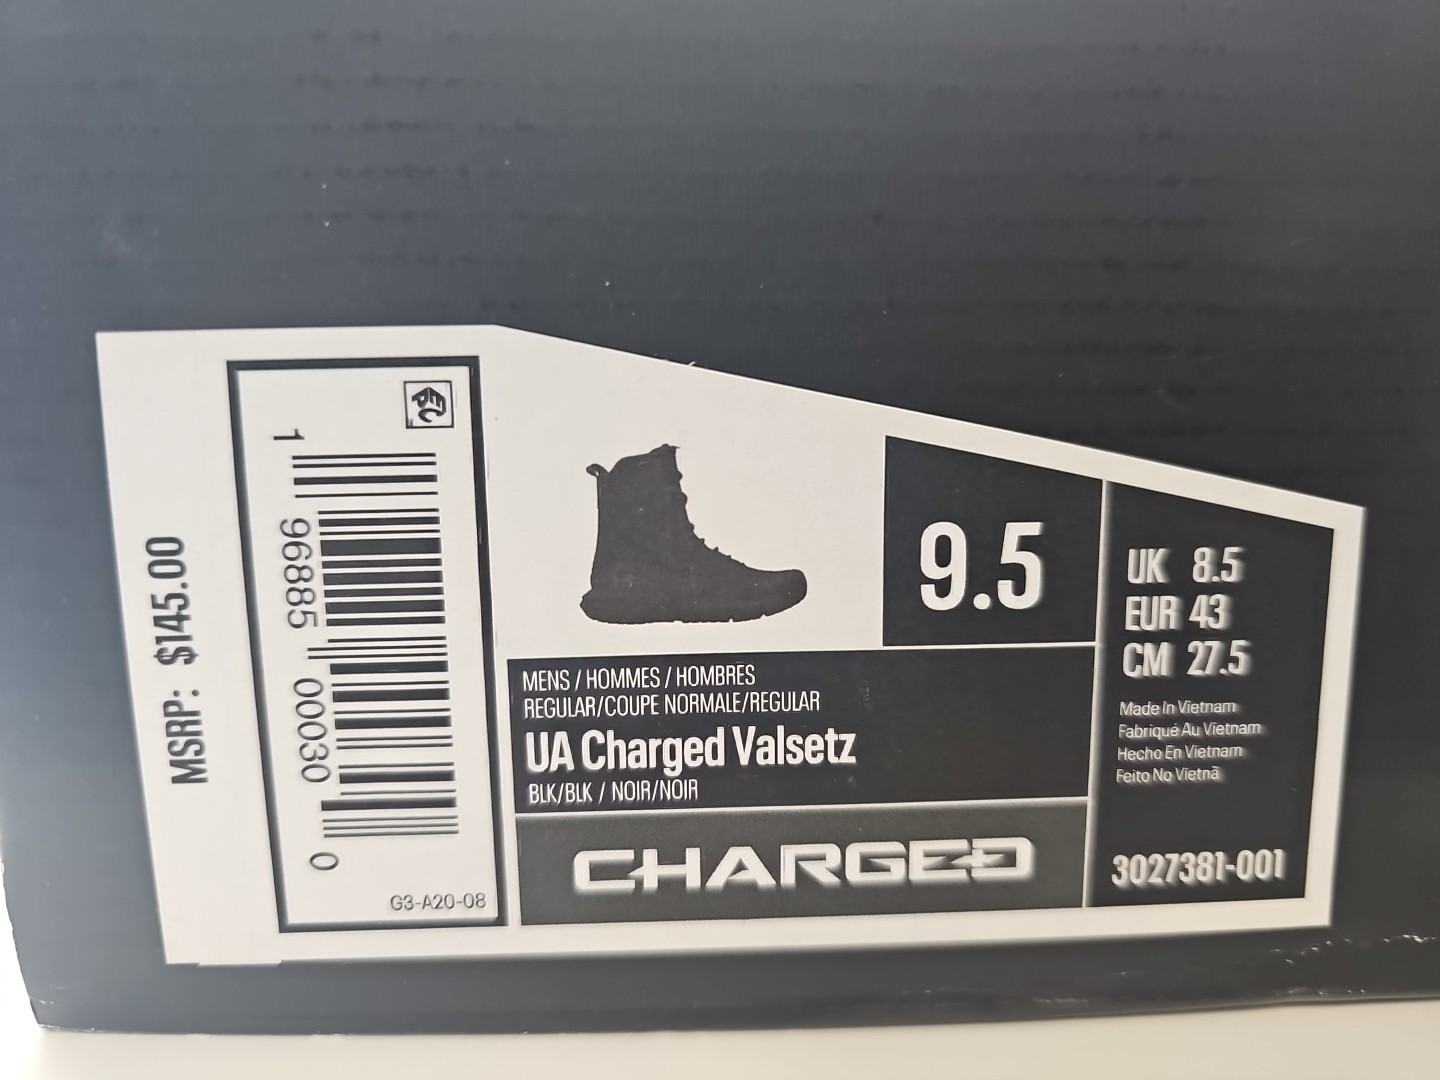 MSRP: $145.00
1 96885 00030 0
G3-A20-08
9.5
UK 8.5
EUR 43
CM 27.5
MENS / HOMMES / HOMBRES
REGULAR/COUPE NORMALE/REGULAR
UA Charged Valsetz
BLK/BLK / NOIR/NOIR
CHARGED
Made In Vietnam
Fabriqué Au Vietnam
Hecho En Vietnam
Feito No Vietnã
3027381-001